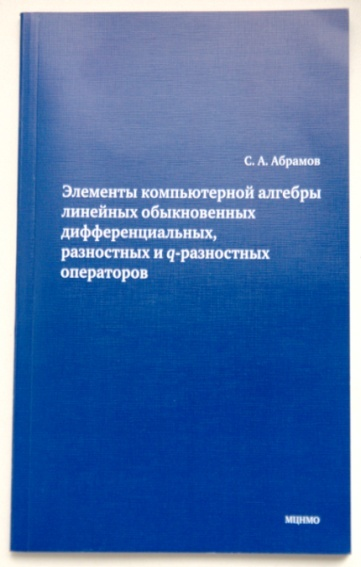 С. А. Абрамов
Элементы компьютерной алгебры
линейных обыкновенных
дифференциальных,
разностных и q-разностных
операторов
МЦНМО